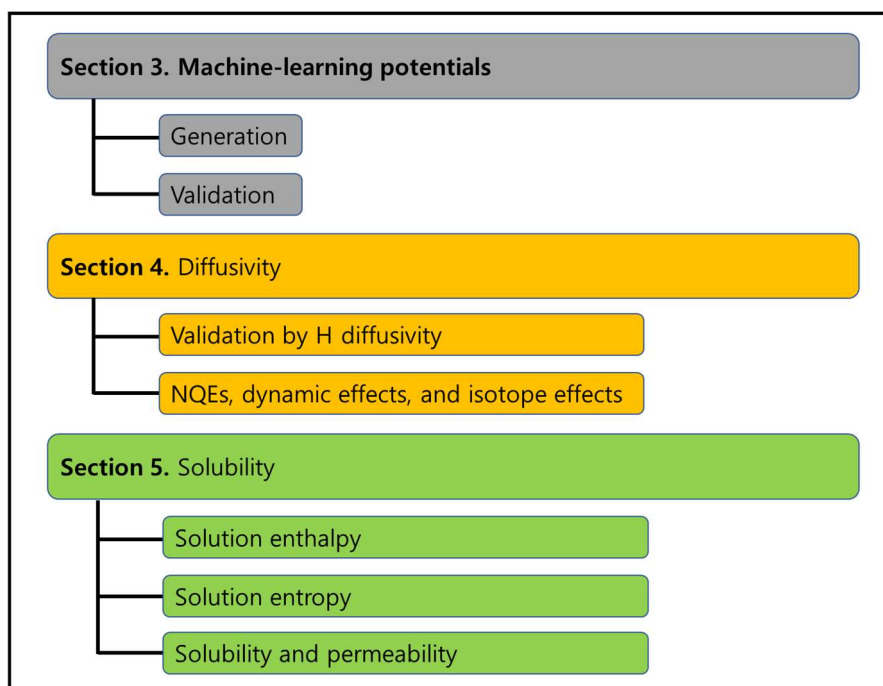 Section 3. Machine-learning potentials
Generation
Validation
Section 4. Diffusivity
Validation by H diffusivity
NQEs, dynamic effects, and isotope effects
Section 5. Solubility
Solution enthalpy
Solution entropy
Solubility and permeability